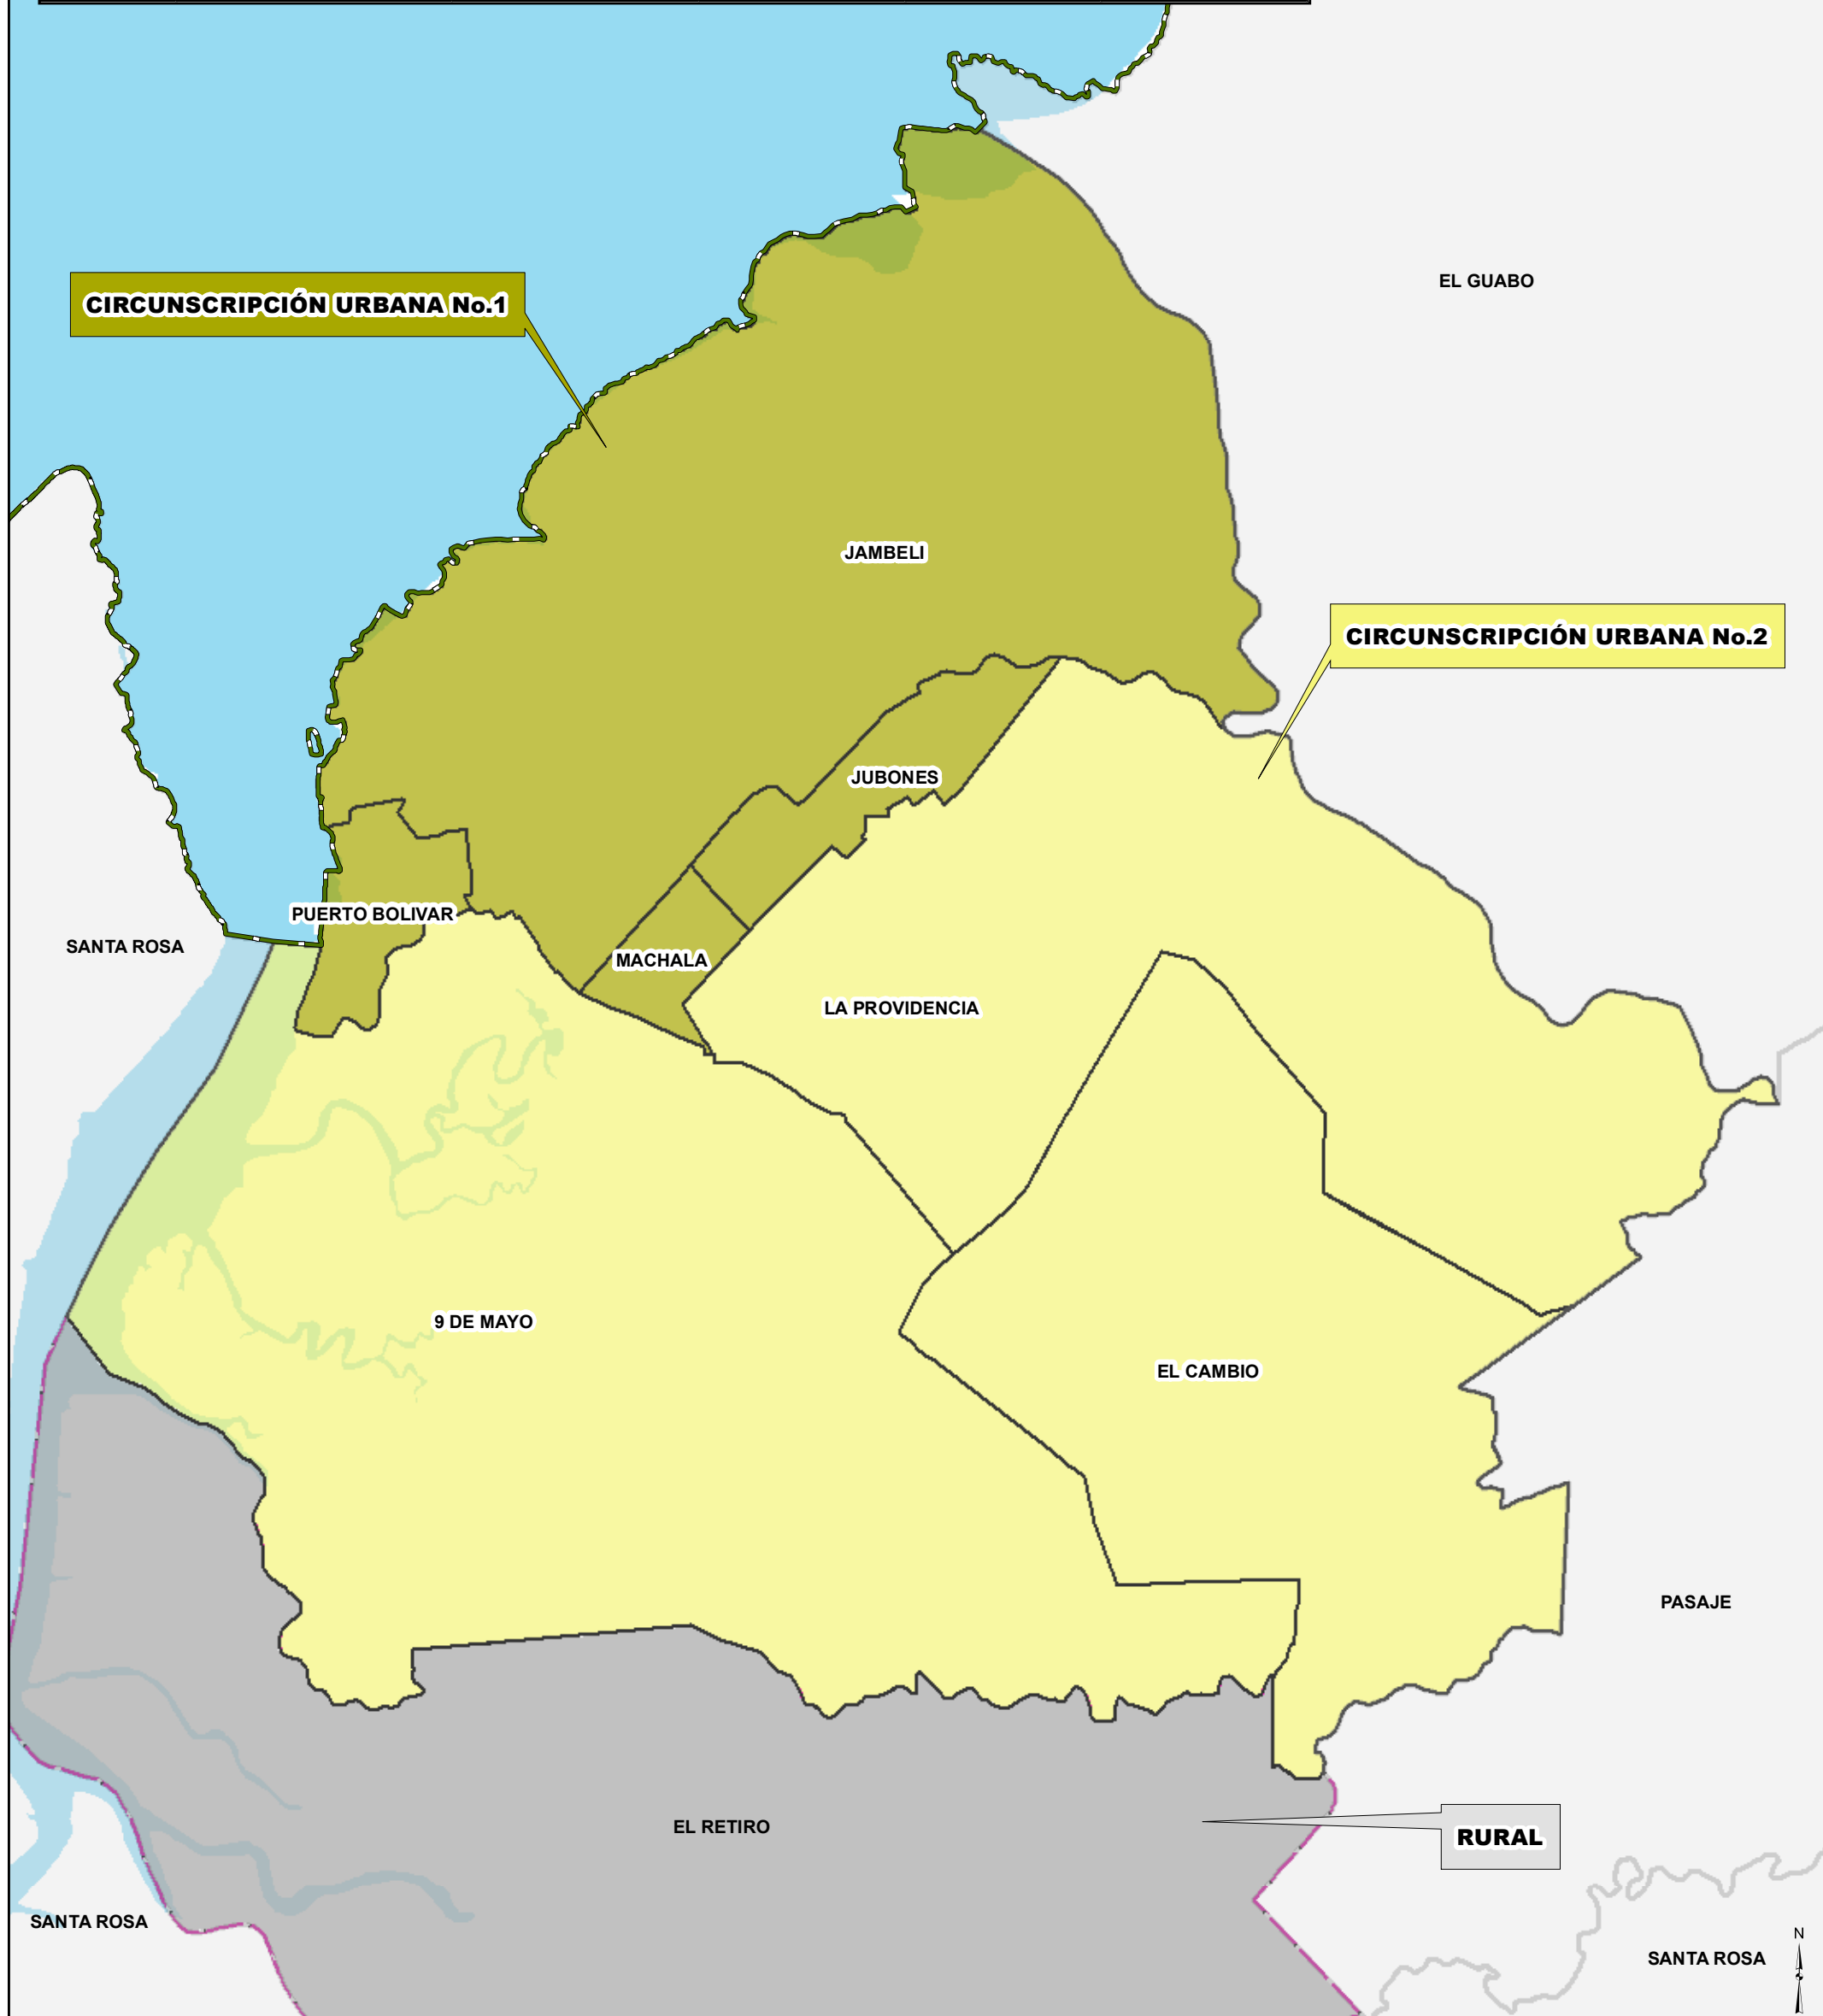 EL GUABO
CIRCUNSCRIPCIÓN URBANA No.1
JAMBELI
CIRCUNSCRIPCIÓN URBANA No.2
JUBONES
PUERTO BOLIVAR
SANTA ROSA
MACHALA
LA PROVIDENCIA
9 DE MAYO
EL CAMBIO
PASAJE
EL RETIRO
RURAL
SANTA ROSA
N
SANTA ROSA